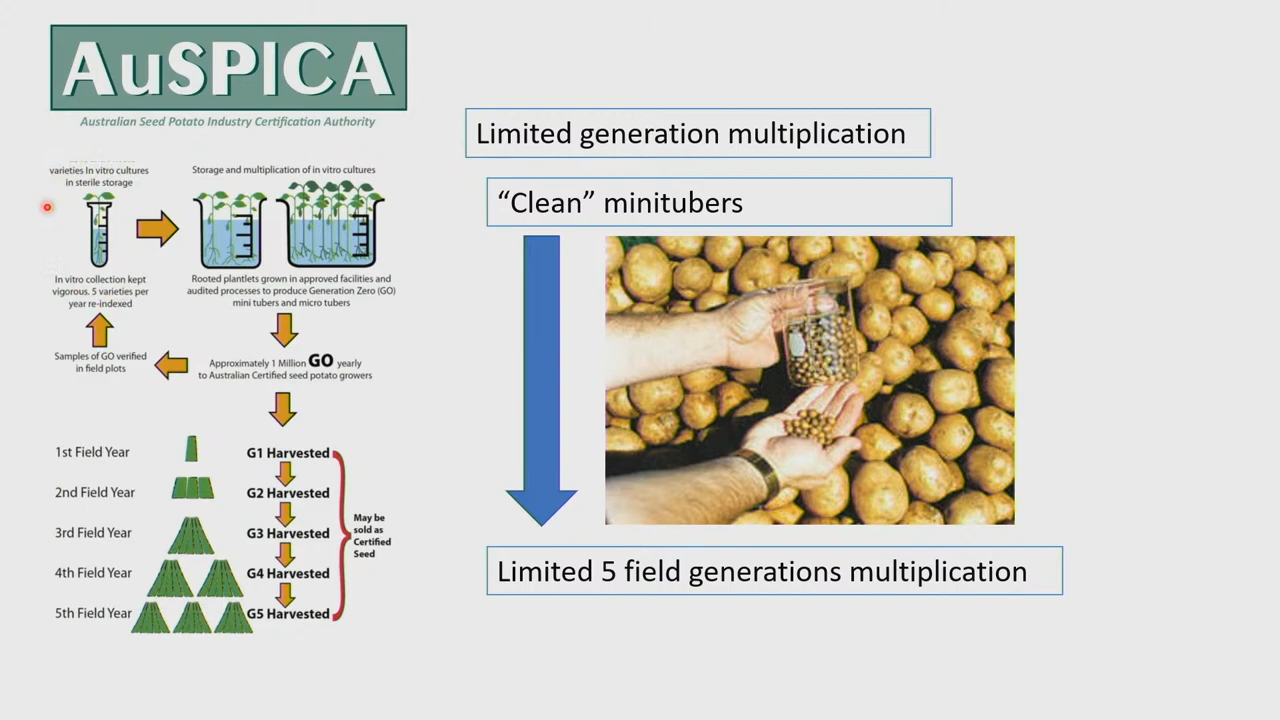 AuSPICA
Australian Seed Potato Industry Certification Authority
varieties In vitro cultures
in sterile storage
Storage and multiplication of in vitro cultures
In vitro collection kept
vigorous. 5 varieties per
year re-indexed
Rooted plantlets grown in approved facilities and
audited processes to produce Generation Zero (GO)
mini tubers and micro tubers
Samples of GO verified
in field plots
Approximately 1 Million GO yearly
to Australian Certified seed potato growers
1st Field Year
G1 Harvested
2nd Field Year
G2 Harvested
3rd Field Year
G3 Harvested
4th Field Year
G4 Harvested
5th Field Year
G5 Harvested
May be
sold as
Certified
Seed
Limited generation multiplication
“Clean” minitubers
Limited 5 field generations multiplication